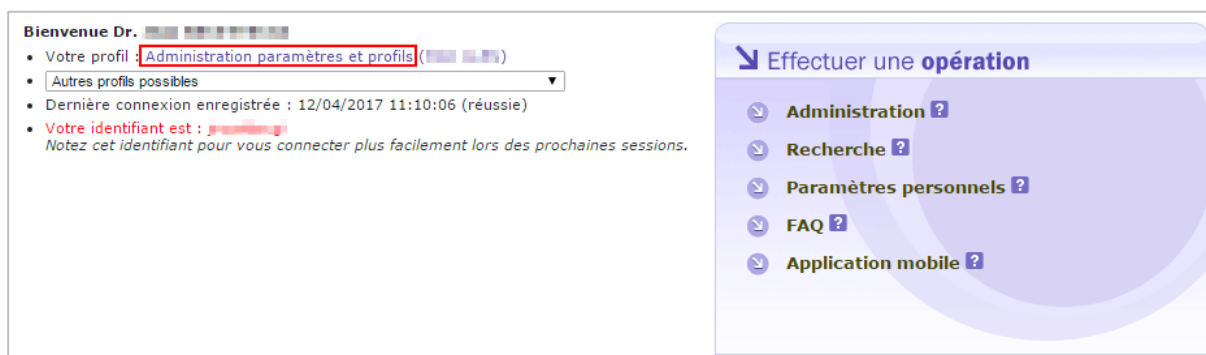 Bienvenue Dr.
Votre profil : Administration paramètres et profils ( )
Autres profils possibles
Dernière connexion enregistrée : 12/04/2017 11:10:06 (réussie)
Votre identifiant est :
Notez cet identifiant pour vous connecter plus facilement lors des prochaines sessions.
Effectuer une opération
Administration ?
Recherche ?
Paramètres personnels ?
FAQ ?
Application mobile ?